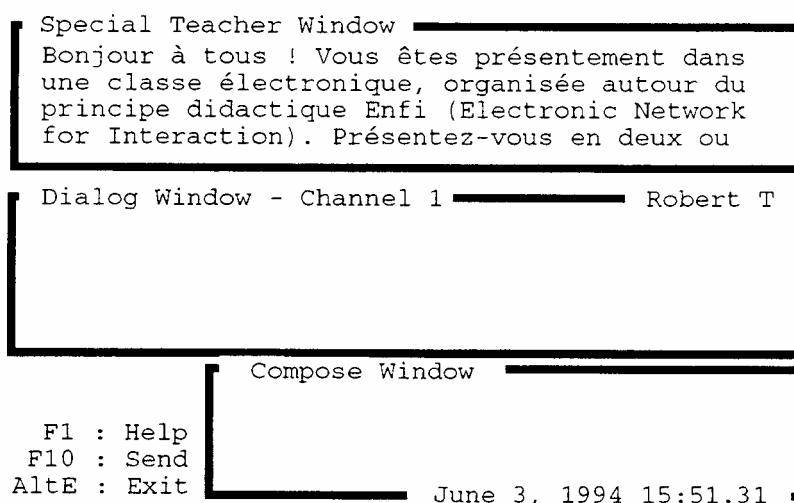 Special Teacher Window
Bonjour à tous ! Vous êtes présentement dans
une classe électronique, organisée autour du
principe didactique Enfi (Electronic Network
for Interaction). Présentez-vous en deux ou
Dialog Window - Channel 1 Robert T
Compose Window
F1 : Help
F10 : Send
AltE : Exit
June 3, 1994 15:51.31